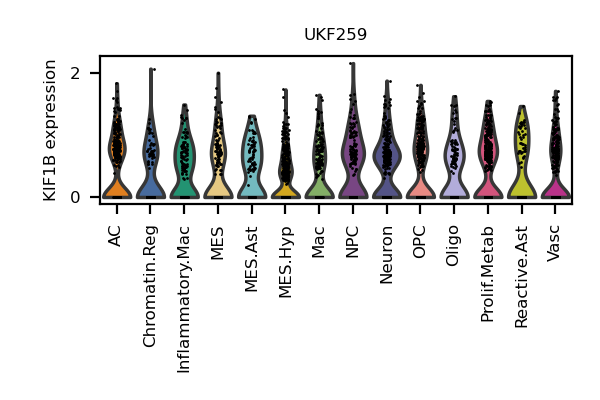 UKF259
KIF1B expression
2
0
AC
Chromatin.Reg
Inflammatory.Mac
MES
MES.Ast
MES.Hyp
Mac
NPC
Neuron
OPC
Oligo
Prolif.Metab
Reactive.Ast
Vasc